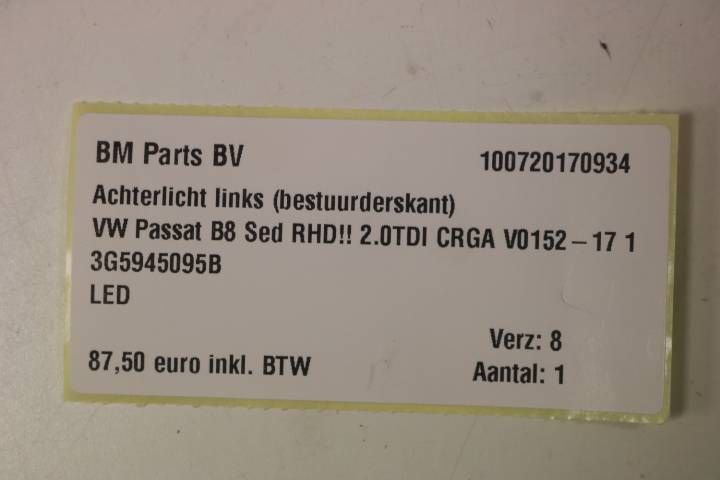 BM Parts BV 100720170934
Achterlicht links (bestuurderskant)
VW Passat B8 Sed RHD!! 2.0TDI CRGA V0152-17 1
3G5945095B
LED
Verz: 8
87,50 euro inkl. BTW Aantal: 1